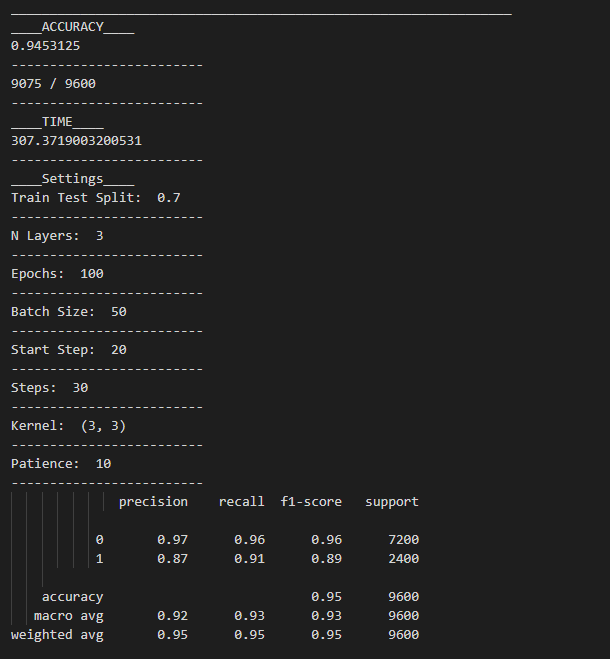 ____ACCURACY____
0.9453125
-------------------------
9075 / 9600
-------------------------
____TIME____
307.3719003200531
-------------------------
____Settings____
Train Test Split:  0.7
-------------------------
N Layers:  3
-------------------------
Epochs:  100
-------------------------
Batch Size:  50
-------------------------
Start Step:  20
-------------------------
Steps:  30
-------------------------
Kernel:  (3, 3)
-------------------------
Patience:  10
-------------------------
              precision    recall  f1-score   support
           0       0.97      0.96      0.96      7200
           1       0.87      0.91      0.89      2400
    accuracy                           0.95      9600
   macro avg       0.92      0.93      0.93      9600
weighted avg       0.95      0.95      0.95      9600